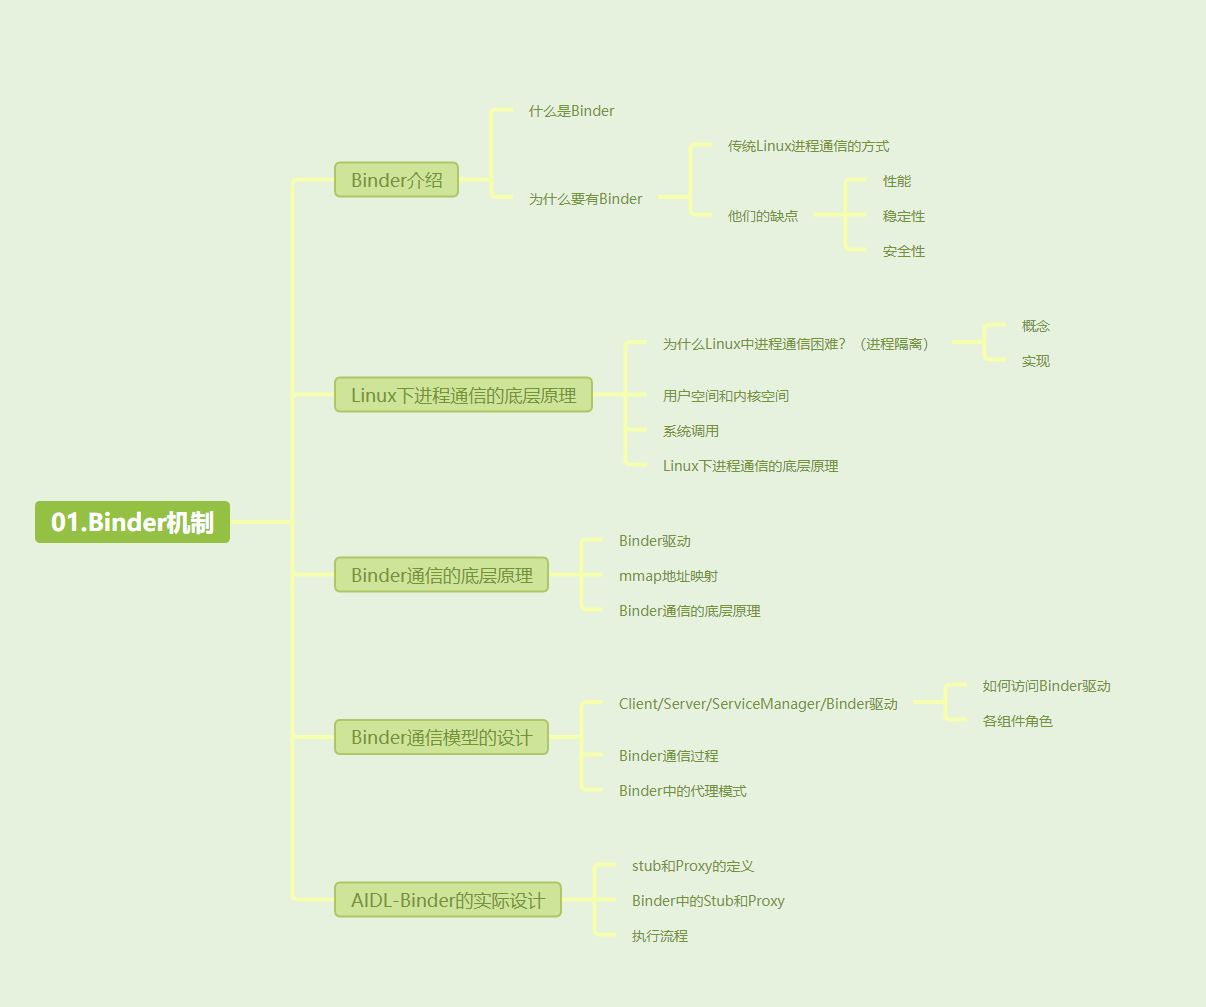 01.Binder机制
Binder介绍
什么是Binder
为什么要有Binder
传统Linux进程通信的方式
他们的缺点
性能
稳定性
安全性
Linux下进程通信的底层原理
为什么Linux中进程通信困难？（进程隔离）
概念
实现
用户空间和内核空间
系统调用
Linux下进程通信的底层原理
Binder通信的底层原理
Binder驱动
mmap地址映射
Binder通信的底层原理
Binder通信模型的设计
Client/Server/ServiceManager/Binder驱动
如何访问Binder驱动
各组件角色
Binder通信过程
Binder中的代理模式
AIDL-Binder的实际设计
stub和Proxy的定义
Binder中的Stub和Proxy
执行流程